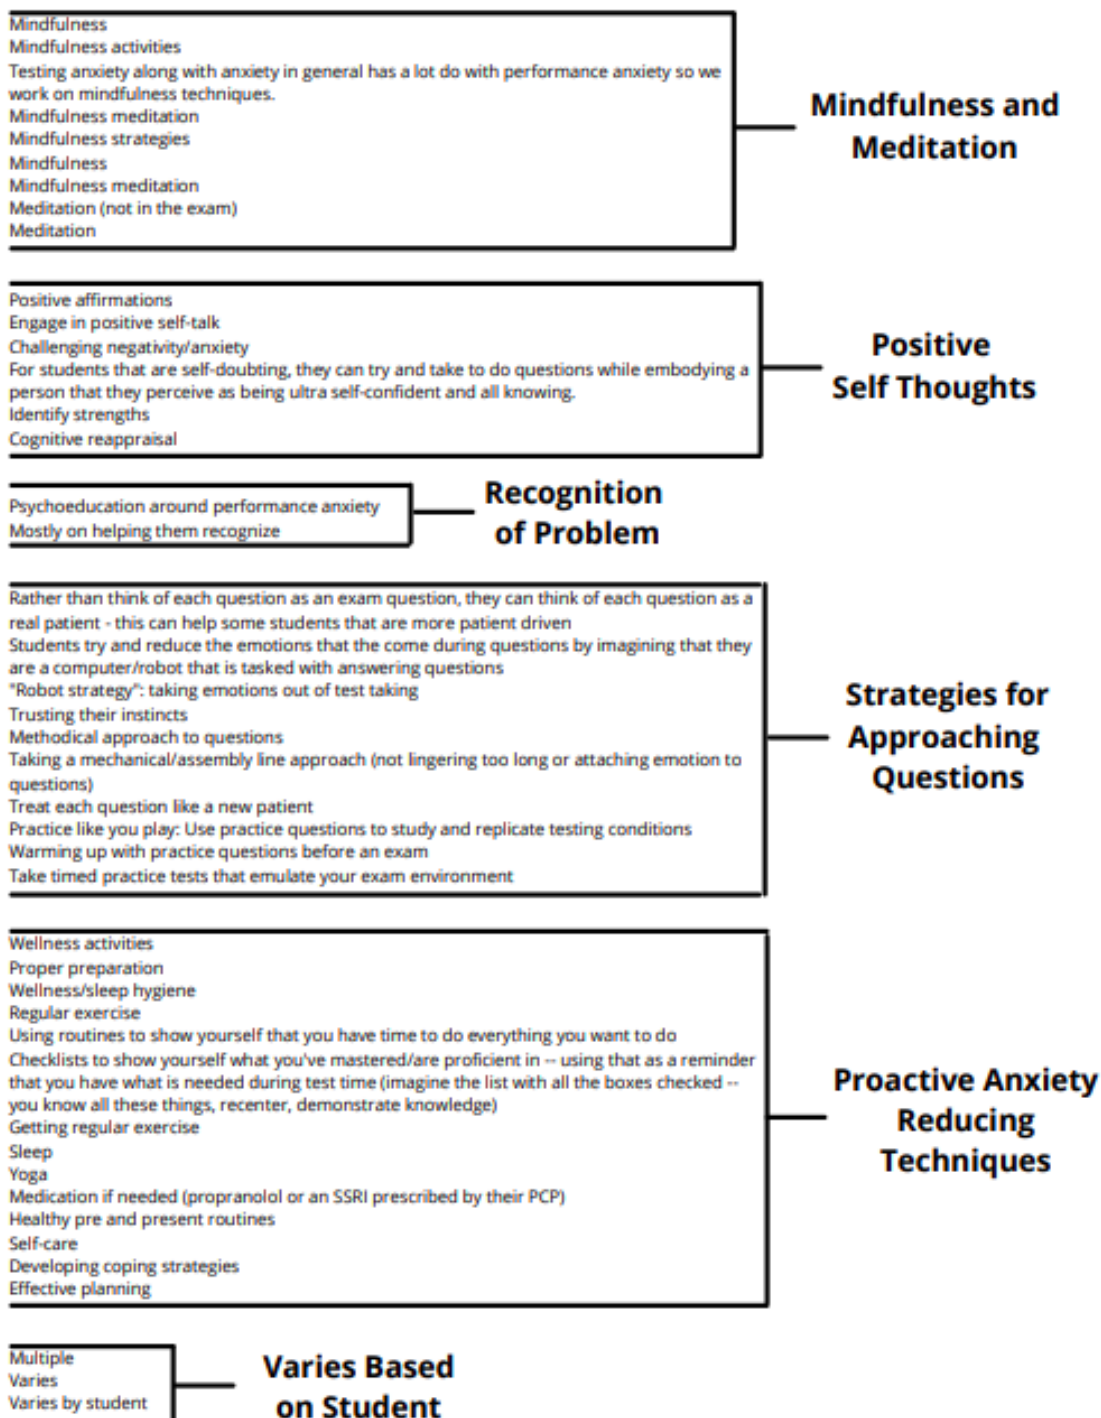 Mindfulness
Mindfulness activities
Testing anxiety along with anxiety in general has a lot do with performance anxiety so we
work on mindfulness techniques.
Mindfulness meditation
Mindfulness strategies
Mindfulness
Mindfulness meditation
Meditation (not in the exam)
Meditation
Mindfulness and
Meditation
Positive affirmations
Engage in positive self-talk
Challenging negativity/anxiety
For students that are self-doubting, they can try and take to do questions while embodying a
person that they perceive as being ultra self-confident and all knowing.
Identify strengths
Cognitive reappraisal
Positive
Self Thoughts
Psychoeducation around performance anxiety
Mostly on helping them recognize
Recognition
of Problem
Rather than think of each question as an exam question, they can think of each question as a
real patient - this can help some students that are more patient driven
Students try and reduce the emotions that the come during questions by imagining that they
are a computer/robot that is tasked with answering questions
"Robot strategy": taking emotions out of test taking
Trusting their instincts
Methodical approach to questions
Taking a mechanical/assembly line approach (not lingering too long or attaching emotion to
questions)
Treat each question like a new patient
Practice like you play: Use practice questions to study and replicate testing conditions
Warming up with practice questions before an exam
Take timed practice tests that emulate your exam environment
Strategies for
Approaching
Questions
Wellness activities
Proper preparation
Wellness/sleep hygiene
Regular exercise
Using routines to show yourself that you have time to do everything you want to do
Checklists to show yourself what you've mastered/are proficient in -- using that as a reminder
that you have what is needed during test time (imagine the list with all the boxes checked --
you know all these things, recenter, demonstrate knowledge)
Getting regular exercise
Sleep
Yoga
Medication if needed (propranolol or an SSRI prescribed by their PCP)
Healthy pre and present routines
Self-care
Developing coping strategies
Effective planning
Proactive Anxiety
Reducing
Techniques
Multiple
Varies
Varies by student
Varies Based
on Student